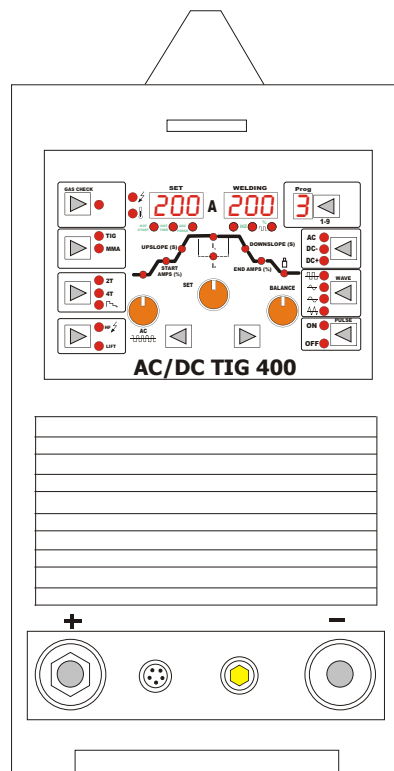 SET
WELDING
Prog
GAS CHECK
200 A 200
3
1-9
TIG
MMA
UPSLOPE (S)
DOWNSLOPE (S)
AC
DC-
DC+
START
AMPS (%)
END AMPS (%)
2T
4T
SET
BALANCE
WAVE
HF
LIFT
AC
PULSE
ON
OFF
AC/DC TIG 400
+
-